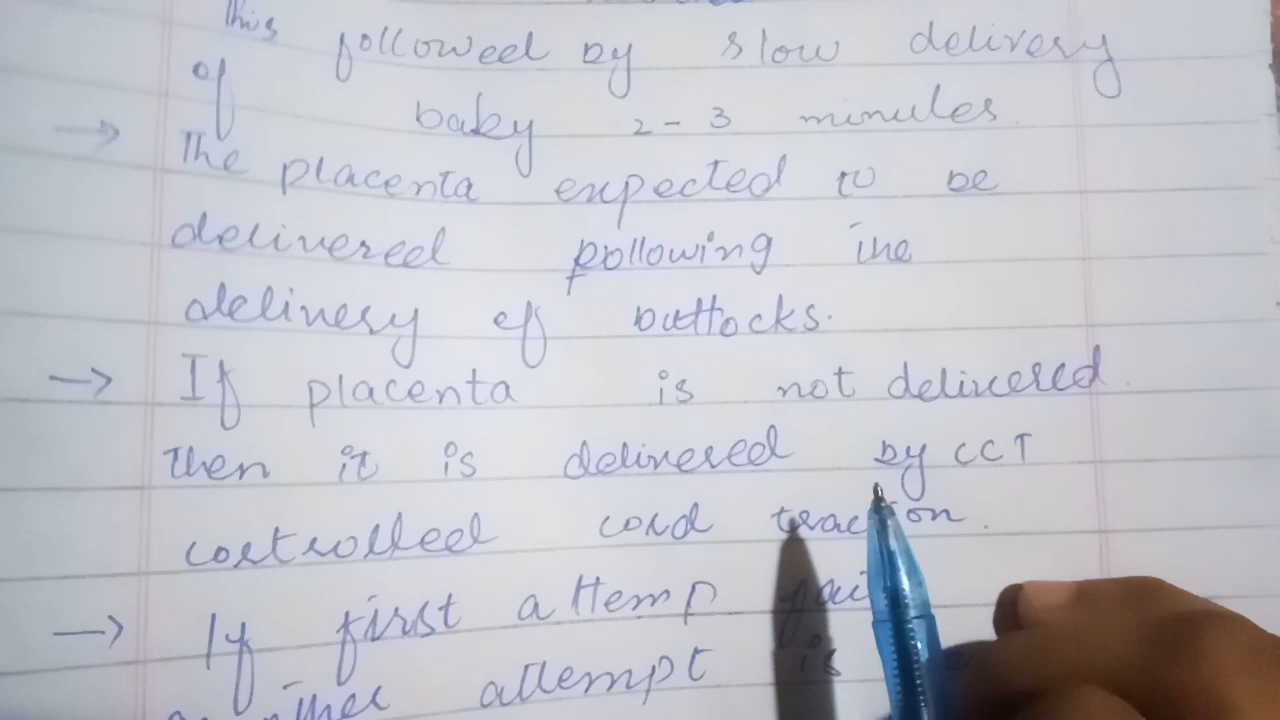 This followed by slow delivery
of baby 2-3 minutes.
→ The placenta expected to be
delivered following the
delivery of buttocks.
→ If placenta is not delivered.
then it is delivered by CCT
controlled cord traction.
→ If first attemp
another attempt is